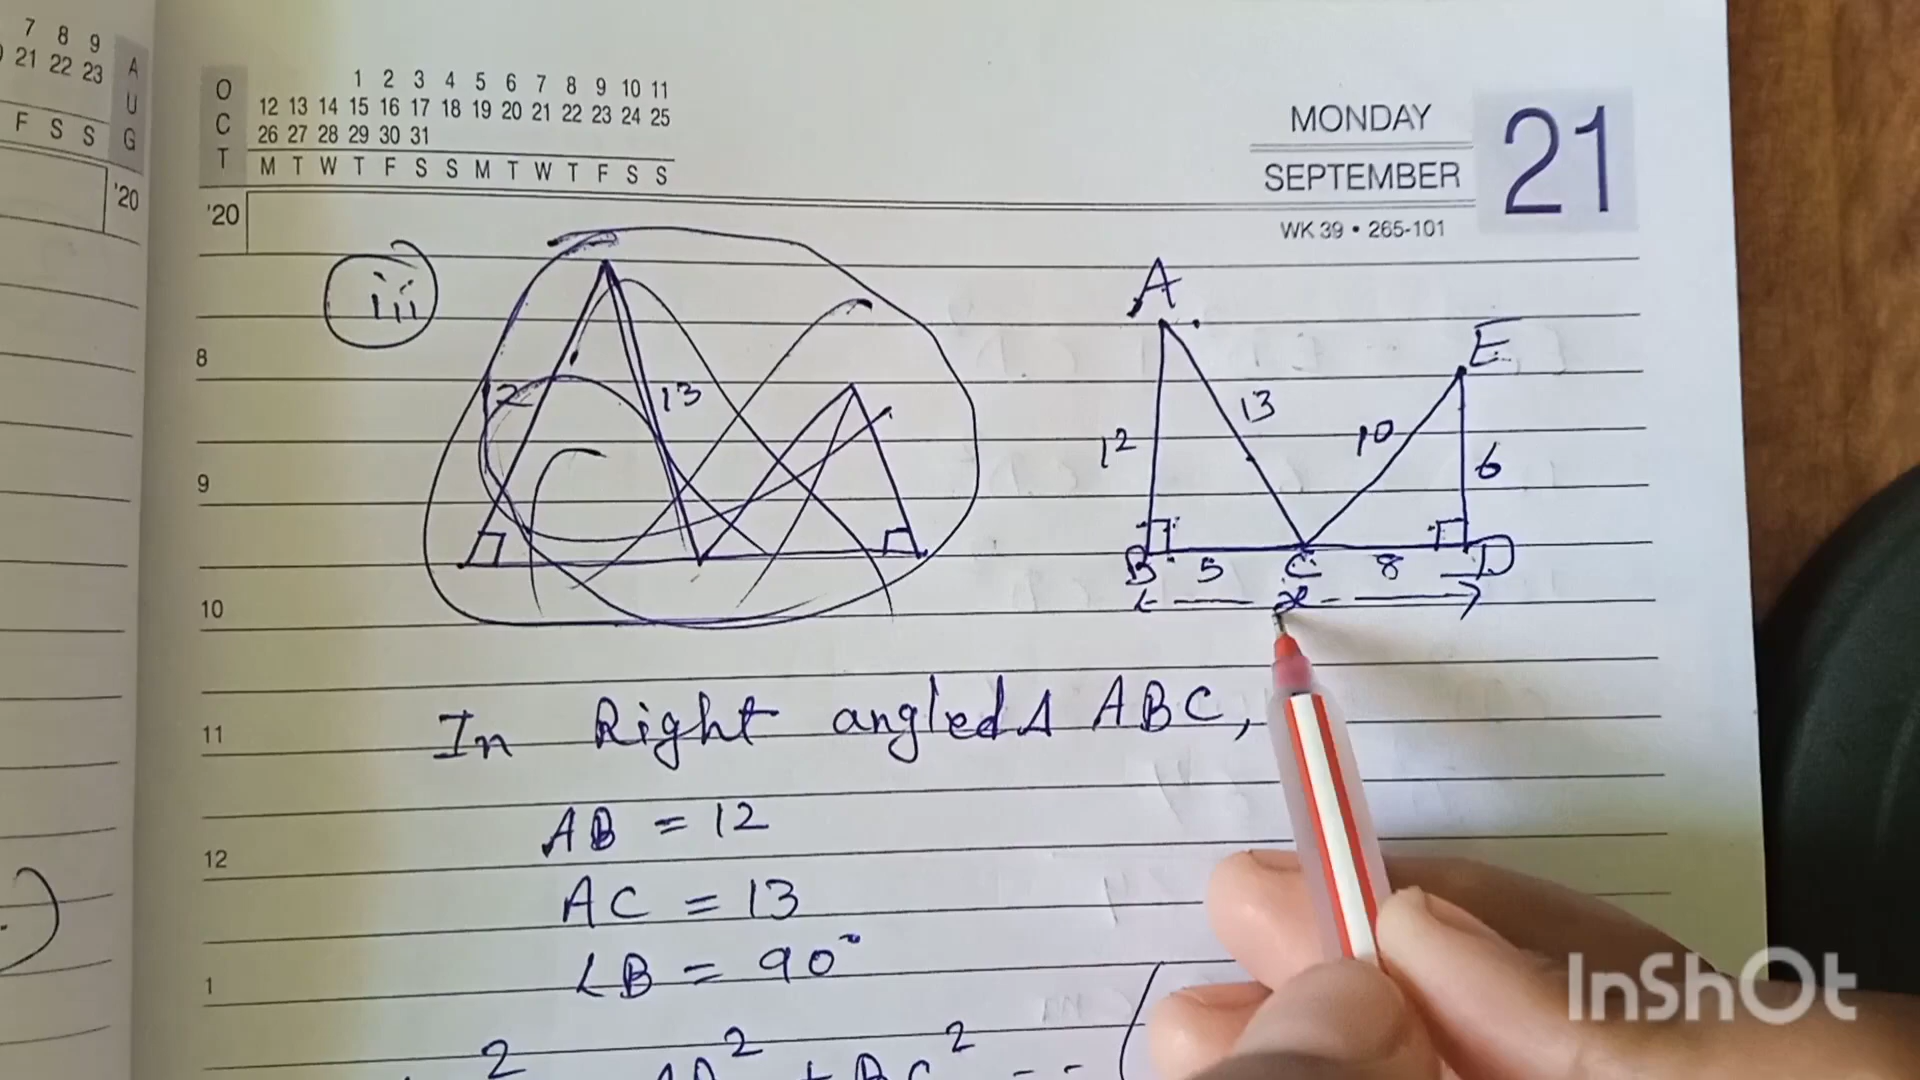 7 8 9
21 22 23
F S S
AUG
'20
OCT
1 2 3 4 5 6 7 8 9 10 11
12 13 14 15 16 17 18 19 20 21 22 23 24 25
26 27 28 29 30 31
M T W T F S S M T W T F S S
'20
MONDAY
SEPTEMBER
21
WK 39 • 265-101
iii
12 13
A
E
12 13 10 6
B 5 C 8 D
x
8
9
10
11
12
1
In Right angled Δ ABC,
AB = 12
AC = 13
∠B = 90°
InShOt